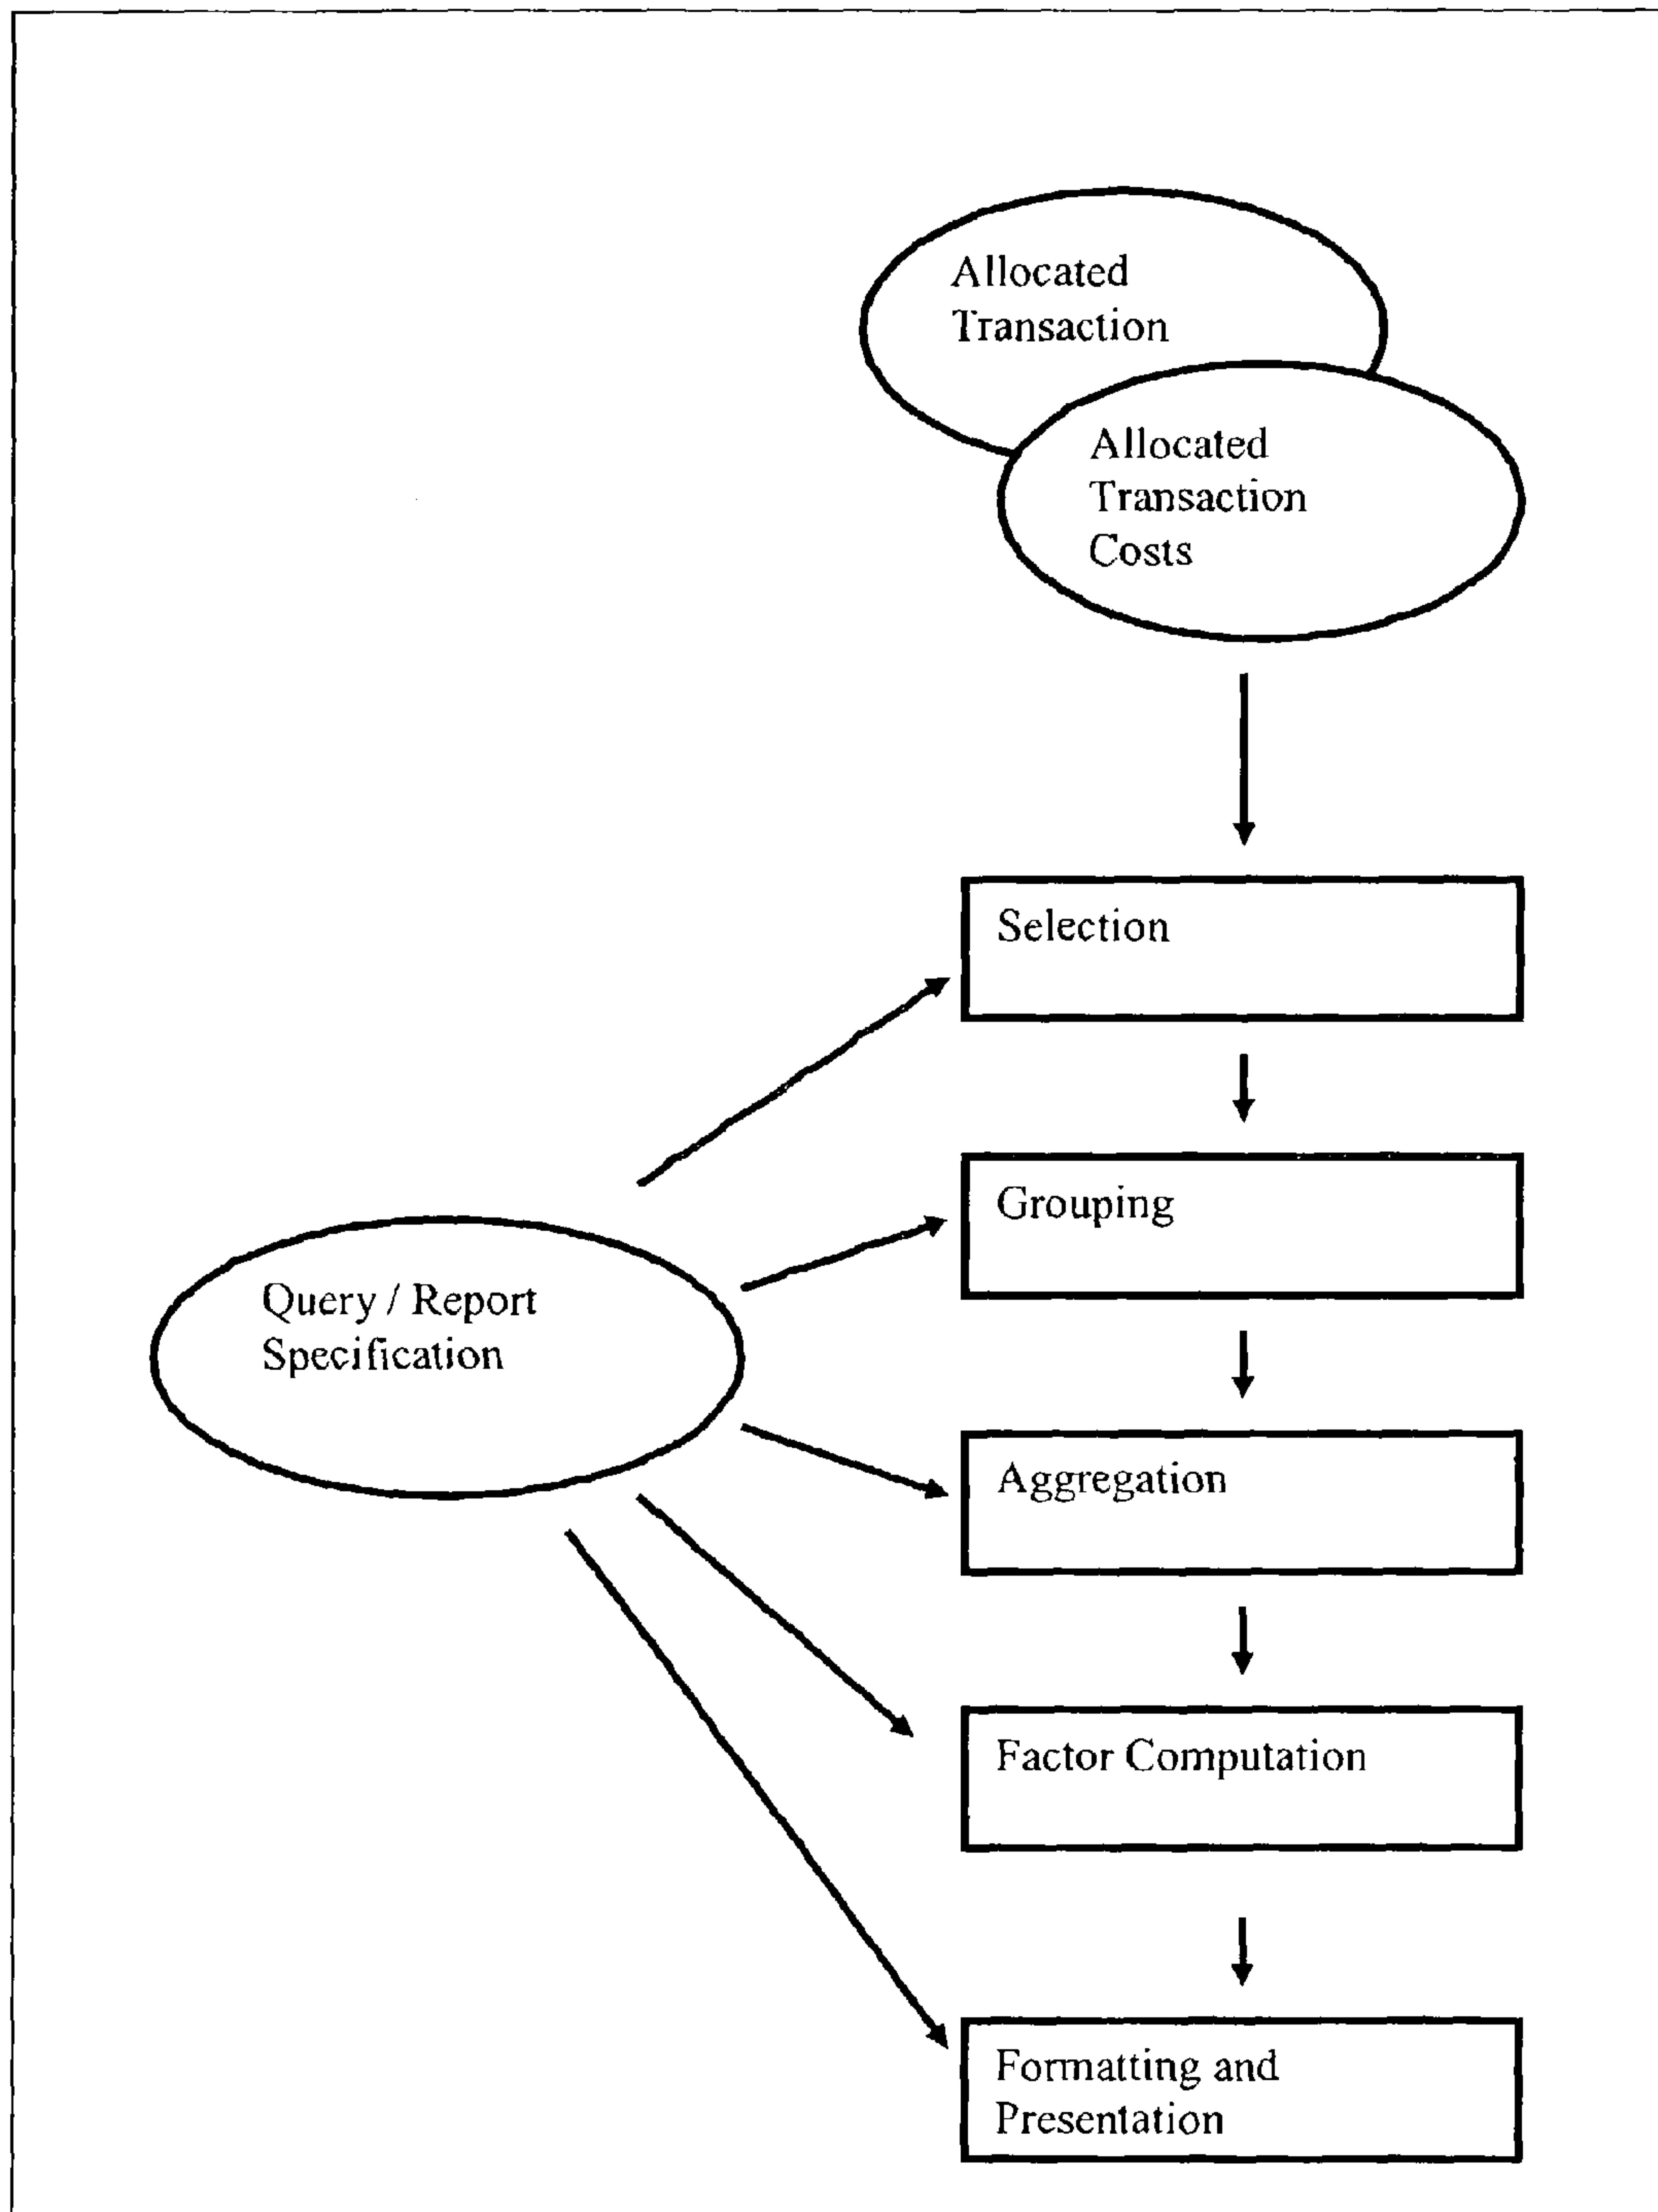 Allocated
Transaction
Allocated
Transaction
Costs
Selection
Grouping
Query / Report
Specification
Aggregation
Factor Computation
Formatting and
Presentation